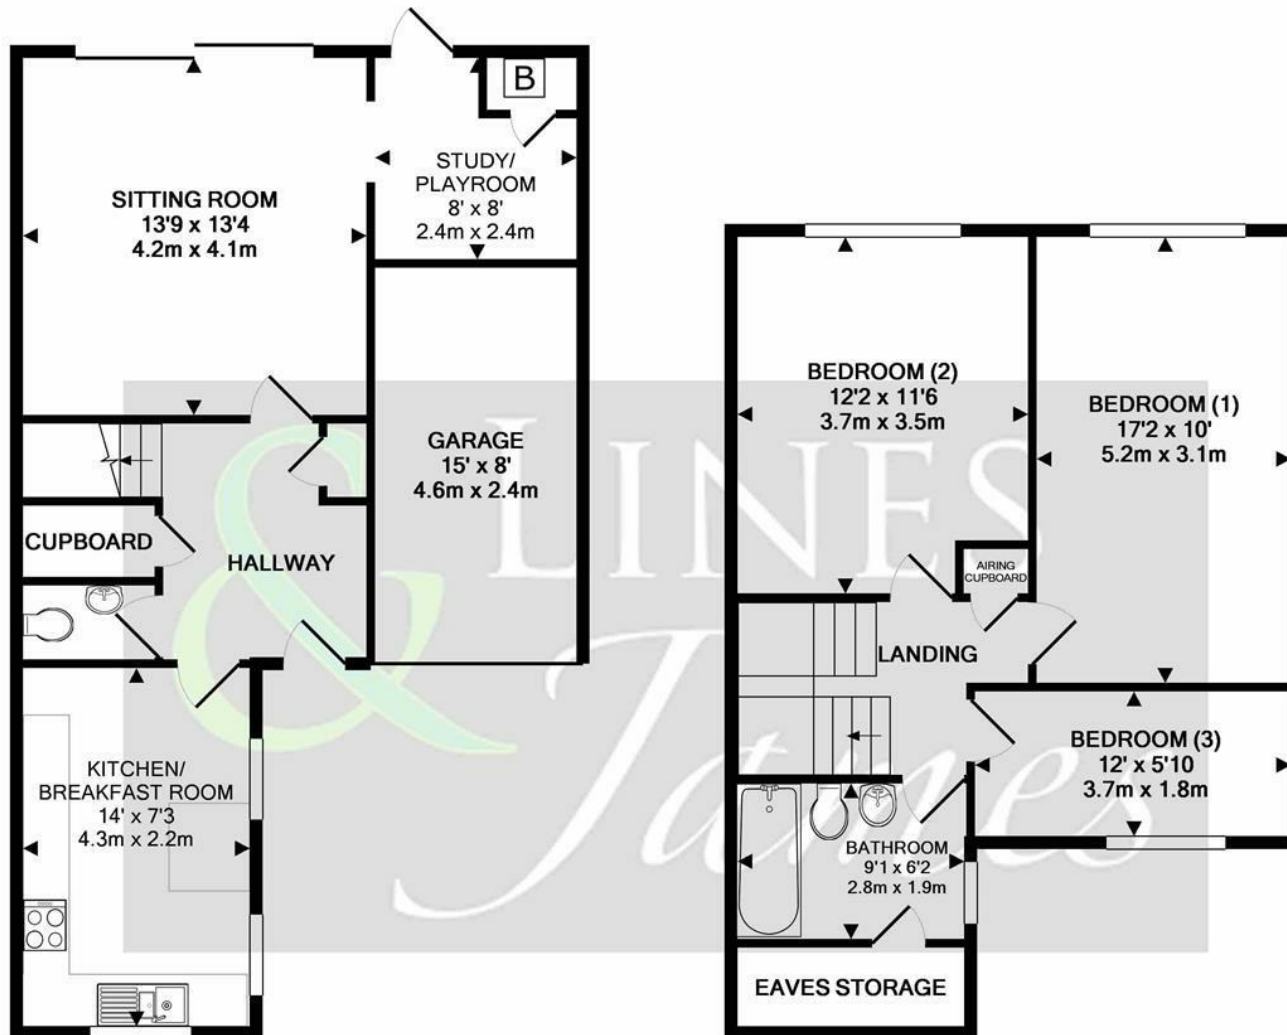 B
STUDY/
PLAYROOM
8' x 8'
2.4m x 2.4m
SITTING ROOM
13'9 x 13'4
4.2m x 4.1m
GARAGE
15' x 8'
4.6m x 2.4m
CUPBOARD
HALLWAY
KITCHEN/
BREAKFAST ROOM
14' x 7'3
4.3m x 2.2m
BEDROOM (2)
12'2 x 11'6
3.7m x 3.5m
BEDROOM (1)
17'2 x 10'
5.2m x 3.1m
AIRING
CUPBOARD
LANDING
BEDROOM (3)
12' x 5'10
3.7m x 1.8m
BATHROOM
9'1 x 6'2
2.8m x 1.9m
EAVES STORAGE
& LINES
James